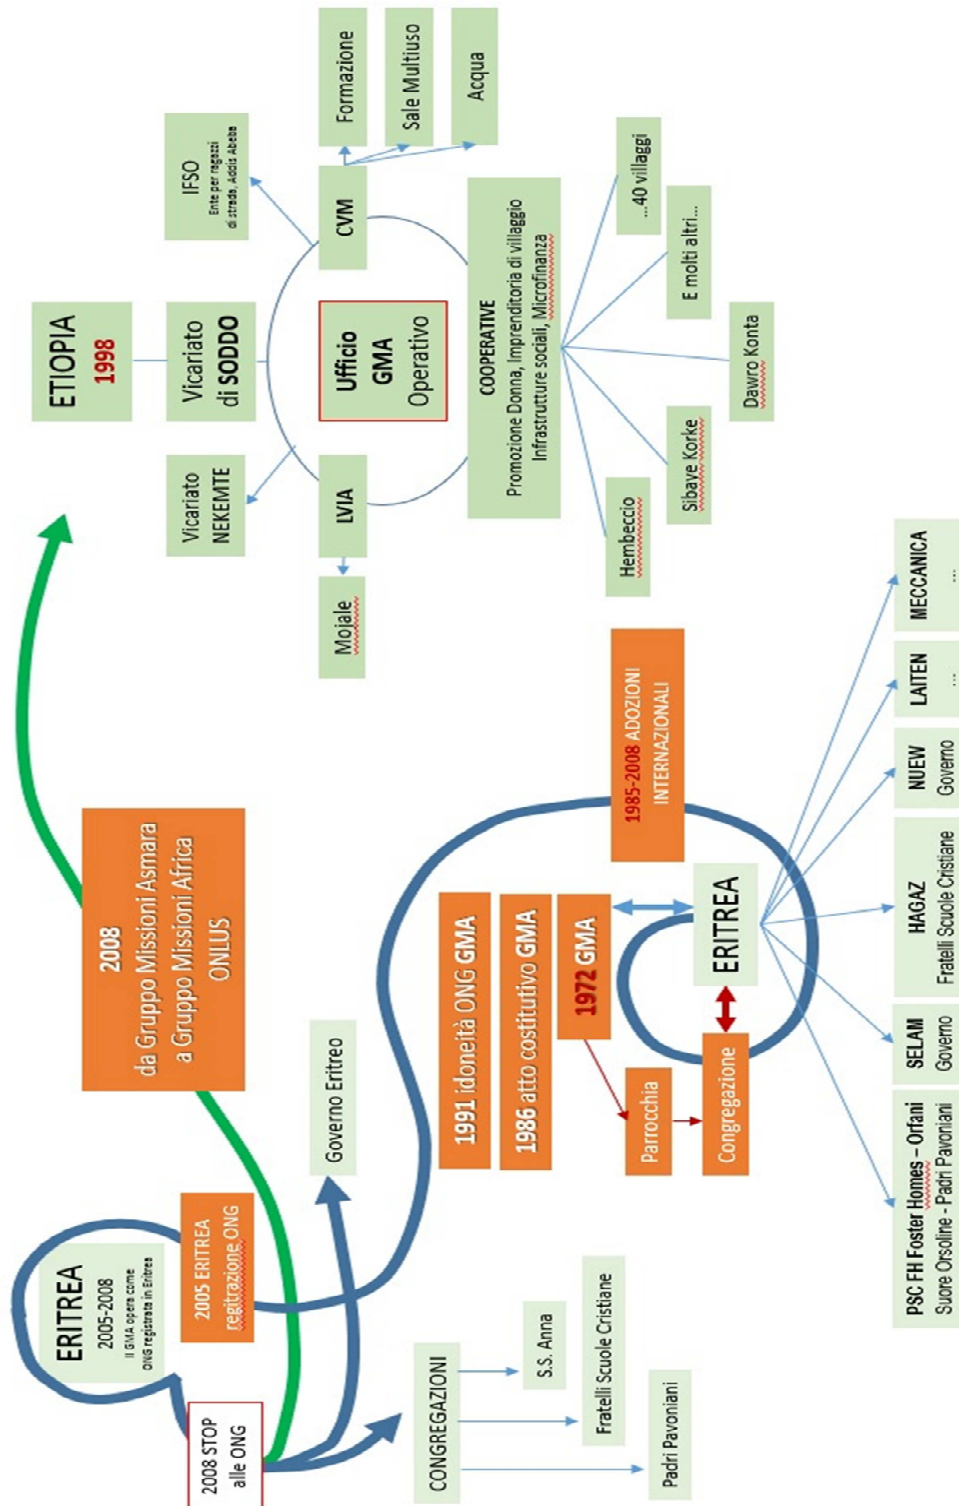 ERITREA
2005-2008
Il GMA opera come
ONG registrata in Eritrea
2008 STOP
alle ONG
2005 ERITREA
regitrazione ONG
2008
da Gruppo Missioni Asmara
a Gruppo Missioni Africa
ONLUS
Governo Eritreo
CONGREGAZIONI
S.S. Anna
Fratelli Scuole Cristiane
Padri Pavoniani
1991 idoneità ONG GMA
1986 atto costitutivo GMA
1972 GMA
Parrocchia
Congregazione
ERITREA
1985-2008 ADOZIONI
INTERNAZIONALI
PSC FH Foster Homes – Orfani
Suore Orsoline - Padri Pavoniani
SELAM
Governo
HAGAZ
Fratelli Scuole Cristiane
NUEW
Governo
LAITEN
...
MECCANICA
...
ETIOPIA
1998
Vicariato
NEKEMTE
Vicariato
di SODDO
IFSO
Ente per ragazzi
di strada, Addis Abeba
LVIA
Mojale
Ufficio
GMA
Operativo
CVM
Formazione
Sale Multiuso
Acqua
COOPERATIVE
Promozione Donna, Imprenditoria di villaggio
Infrastrutture sociali, Microfinanza
Hembeccio
Sibaye Korke
Dawro Konta
E molti altri...
...40 villaggi